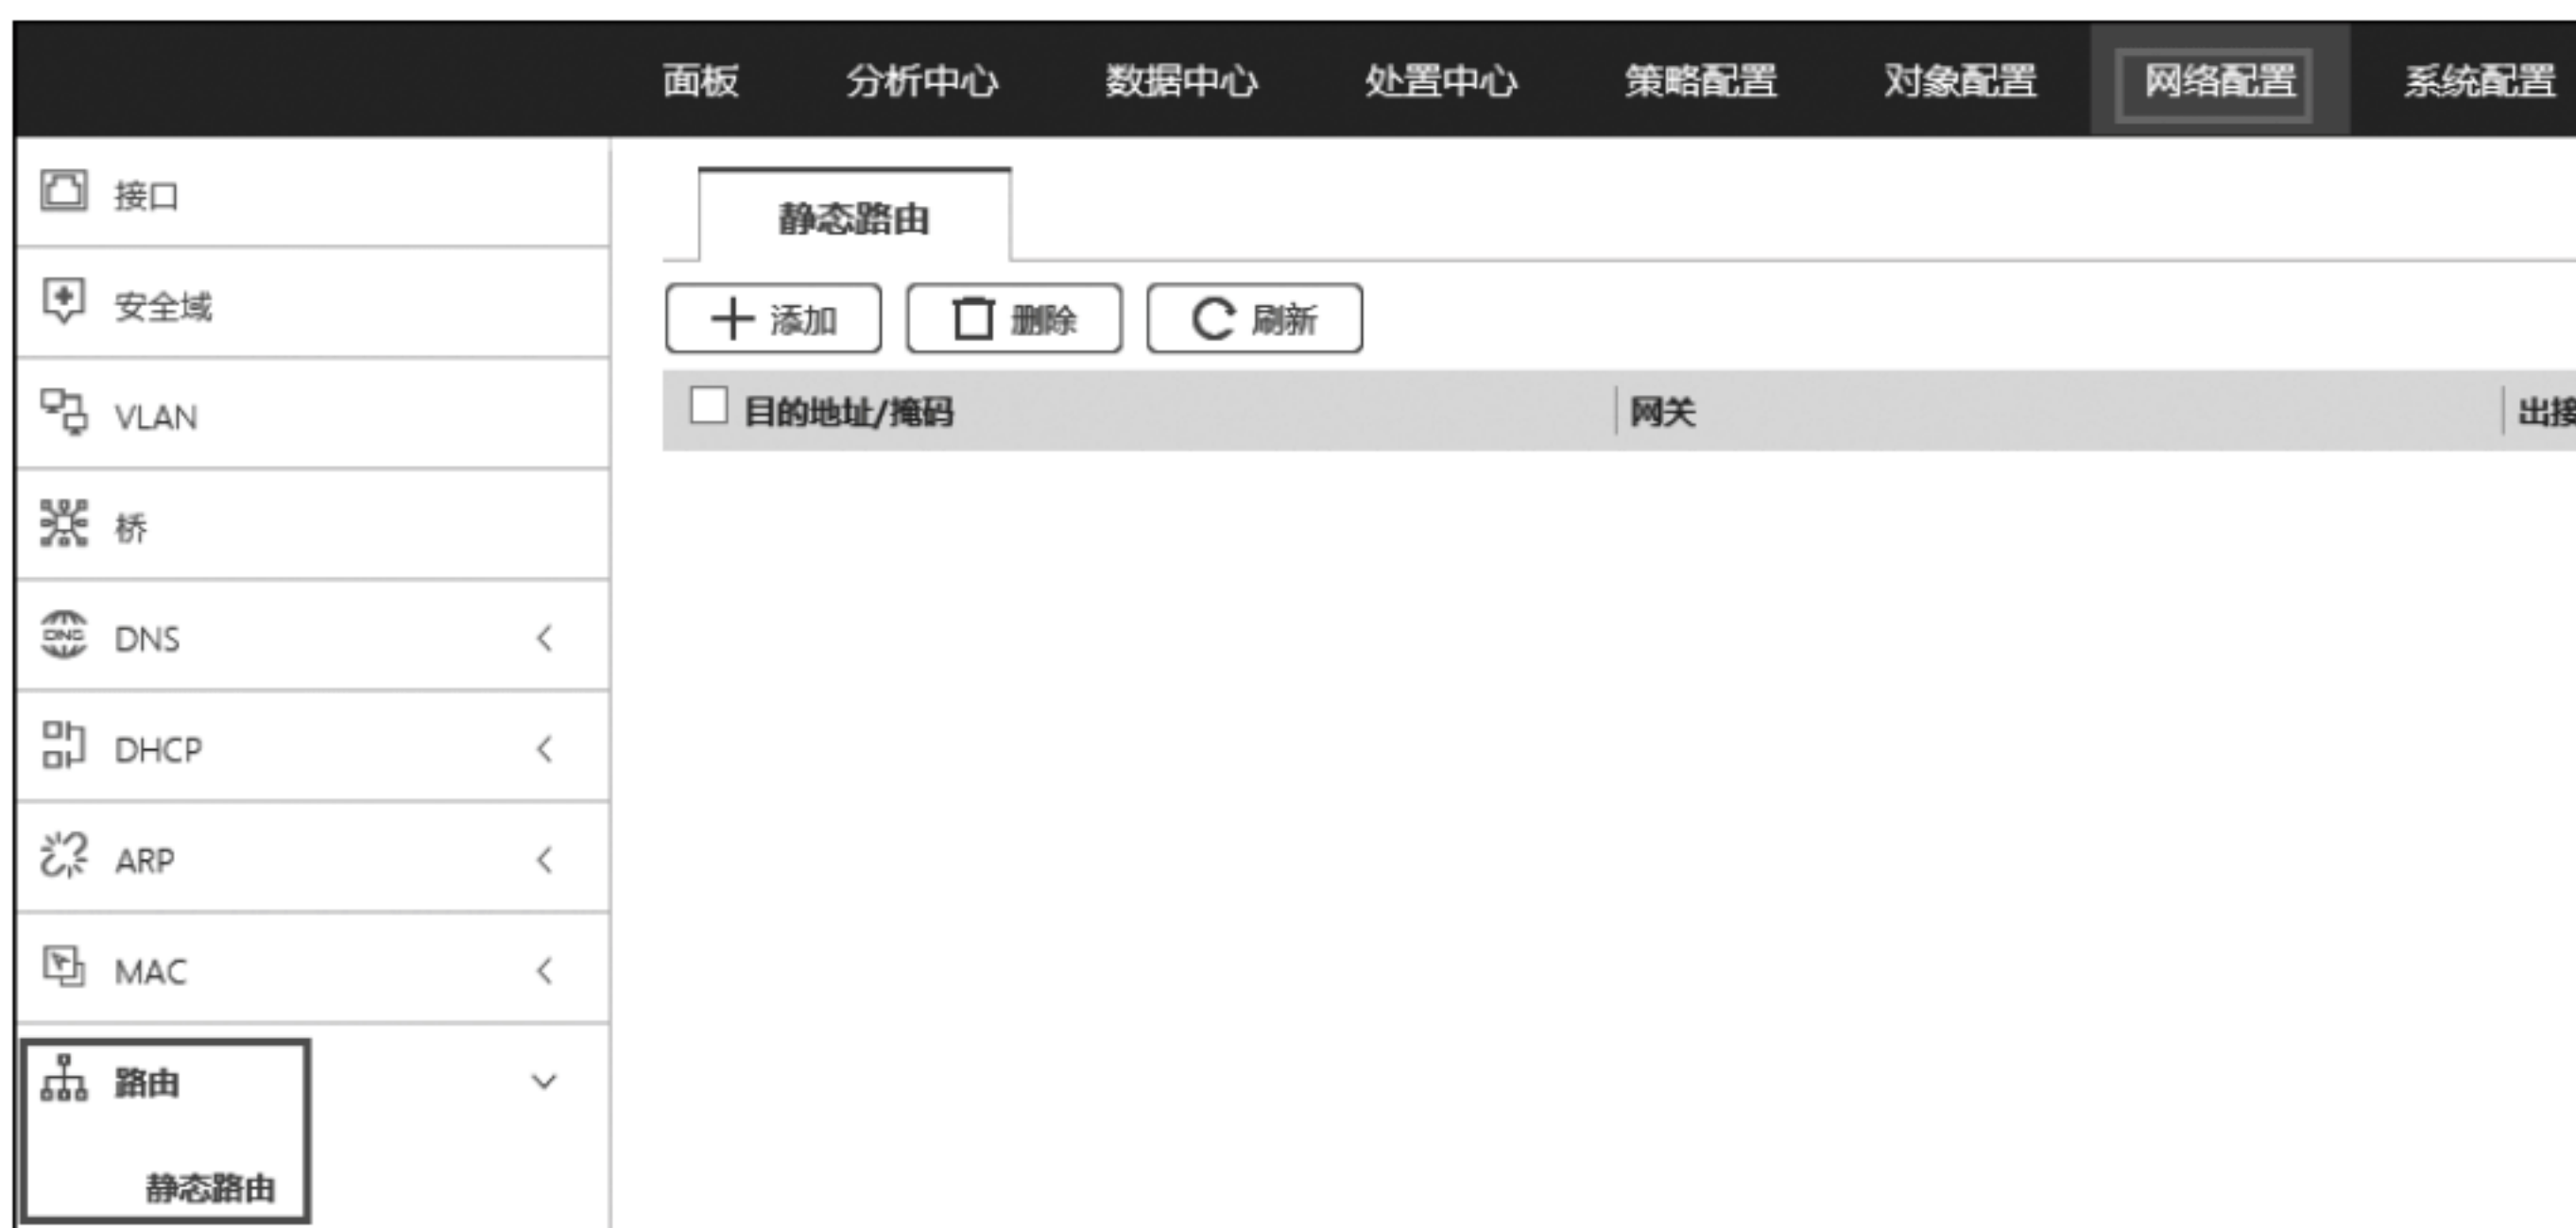 面板 分析中心 数据中心 处置中心 策略配置 对象配置 网络配置 系统配置
接口
安全域
VLAN
桥
DNS
DHCP
ARP
MAC
路由
静态路由
静态路由
添加 删除 刷新
目的地址/掩码 网关 出接